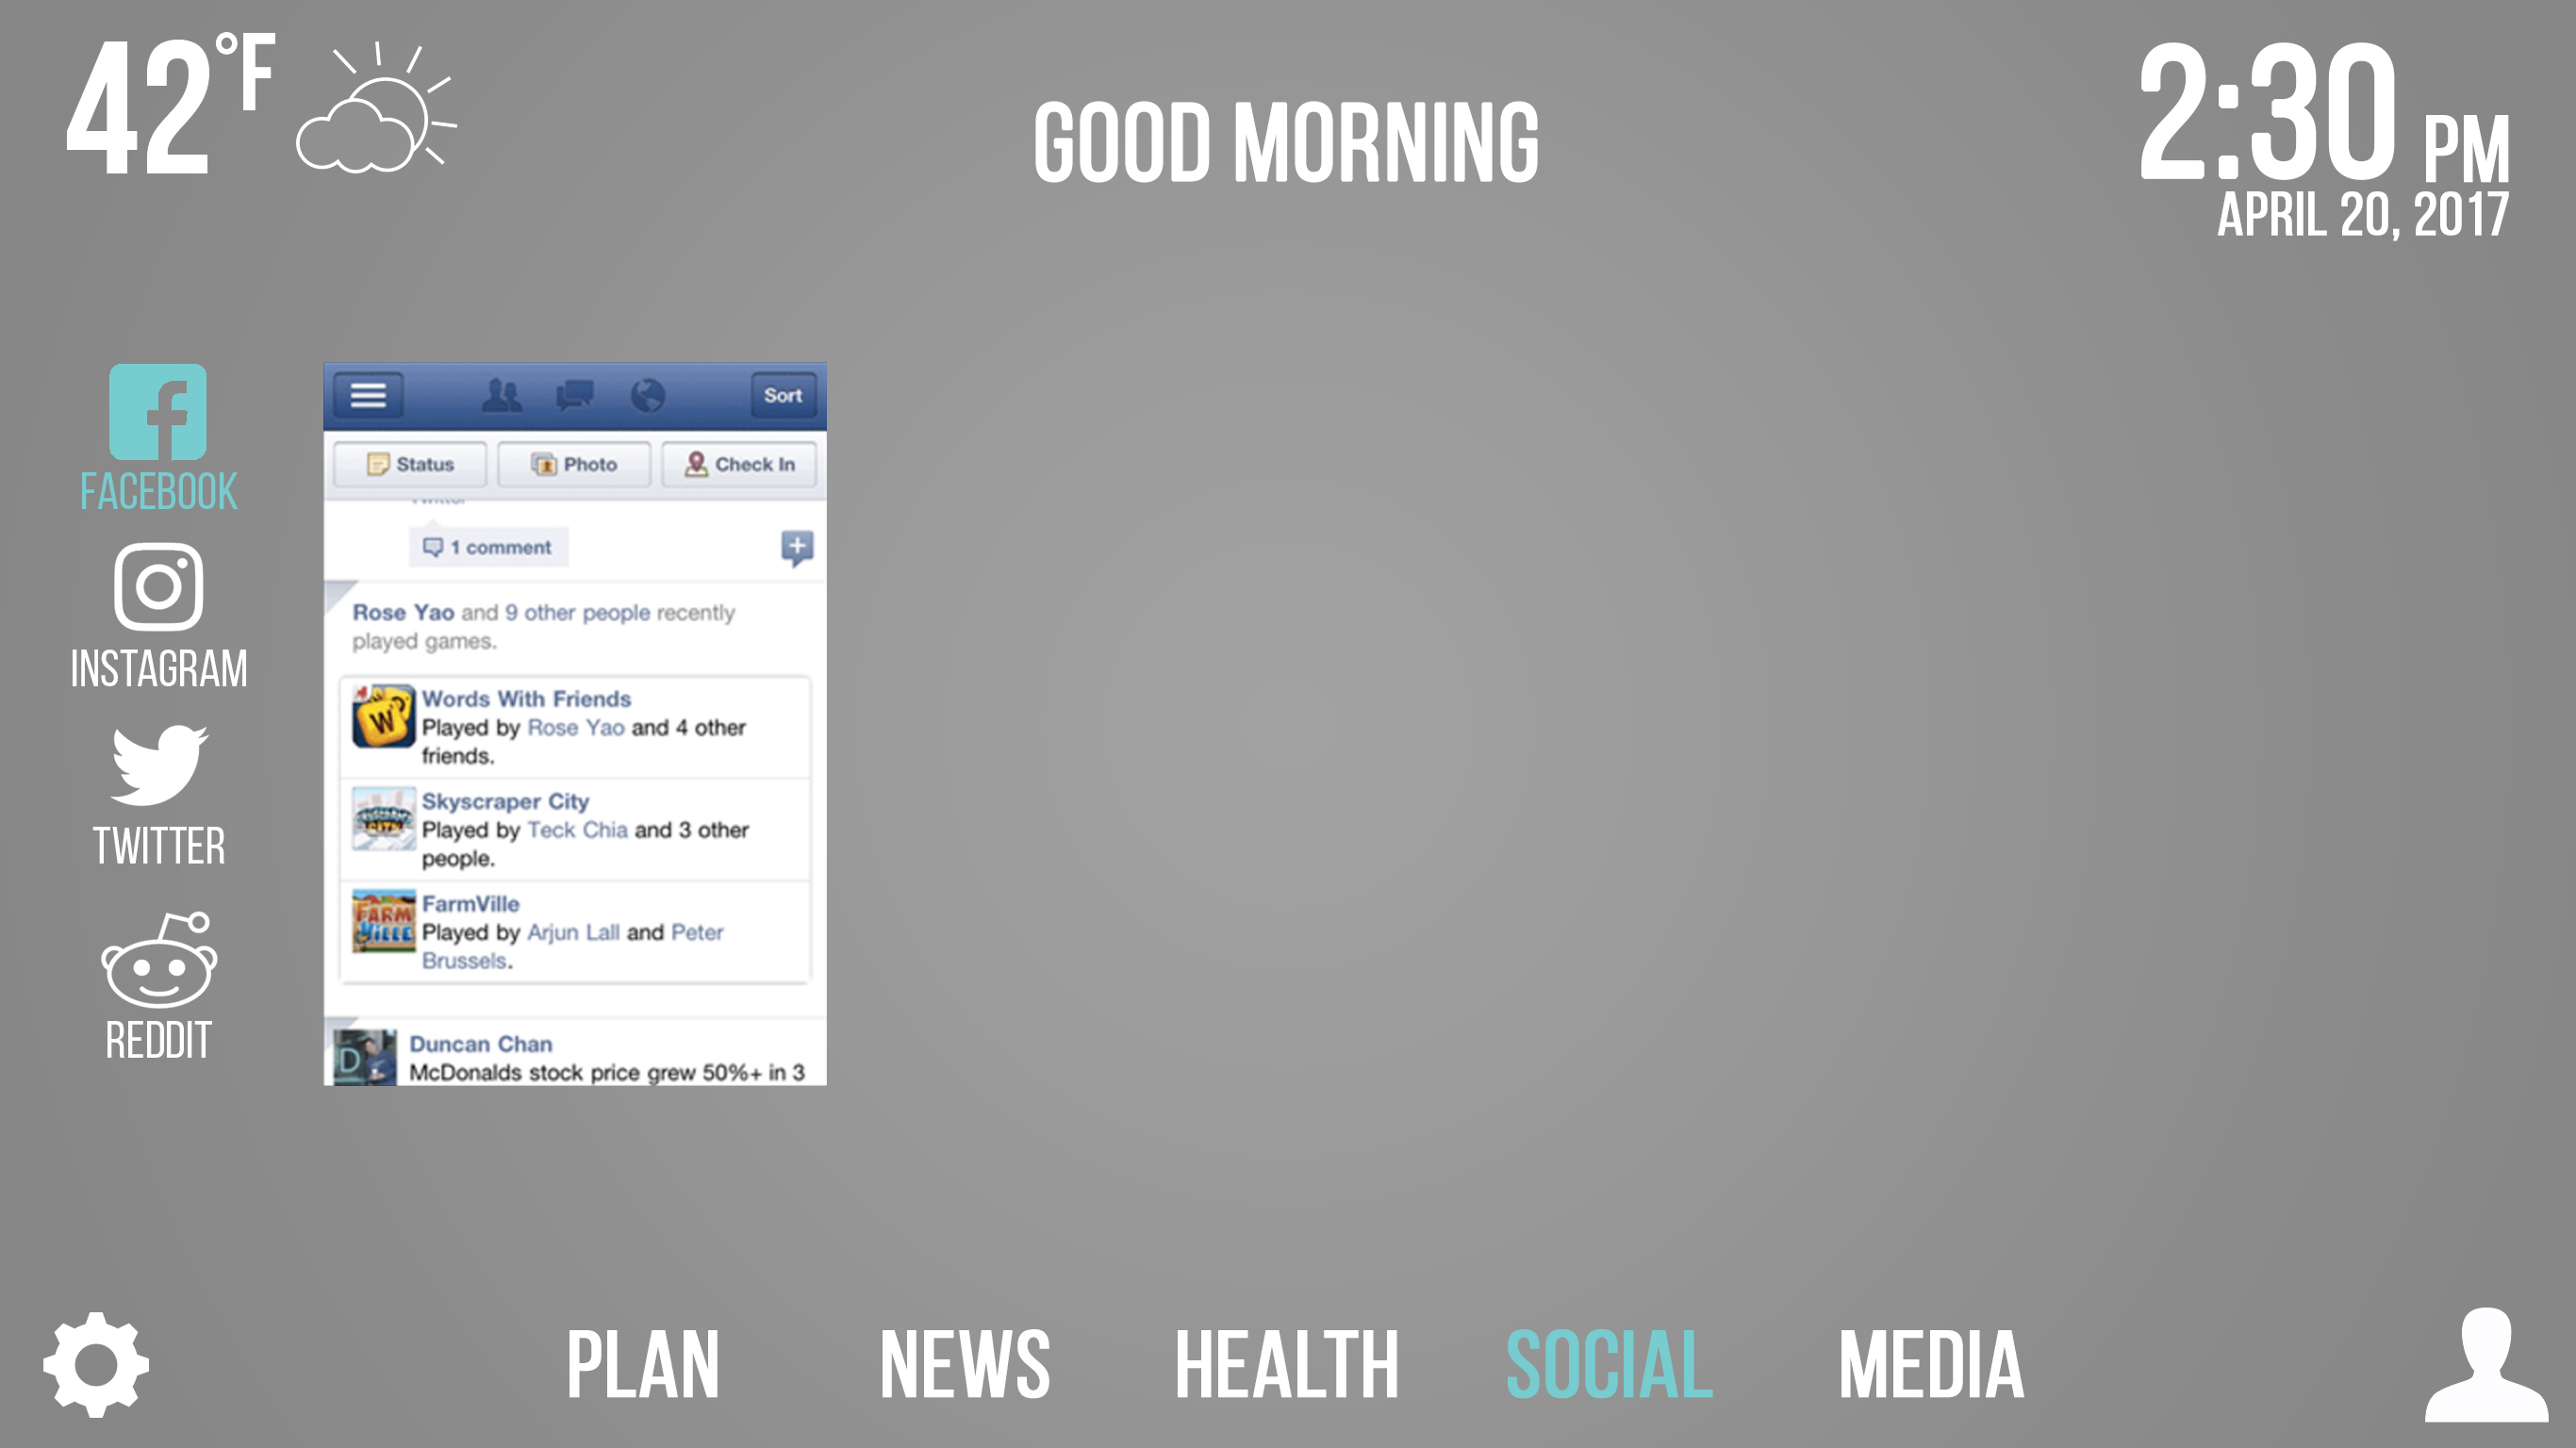 42°F
GOOD MORNING
2:30 PM
APRIL 20, 2017
FACEBOOK
INSTAGRAM
TWITTER
REDDIT
Sort
Status
Photo
Check In
1 comment
Rose Yao and 9 other people recently
played games.
Words With Friends
Played by Rose Yao and 4 other
friends.
Skyscraper City
Played by Teck Chia and 3 other
people.
FarmVille
Played by Arjun Lall and Peter
Brussels.
Duncan Chan
McDonalds stock price grew 50%+ in 3
PLAN
NEWS
HEALTH
SOCIAL
MEDIA